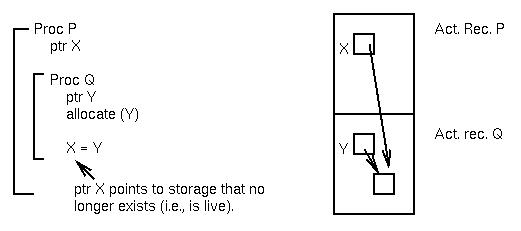 Proc P
ptr X
Proc Q
ptr Y
allocate (Y)
X = Y
ptr X points to storage that no
longer exists (i.e., is live).
Act. Rec. P
X
Act. rec. Q
Y